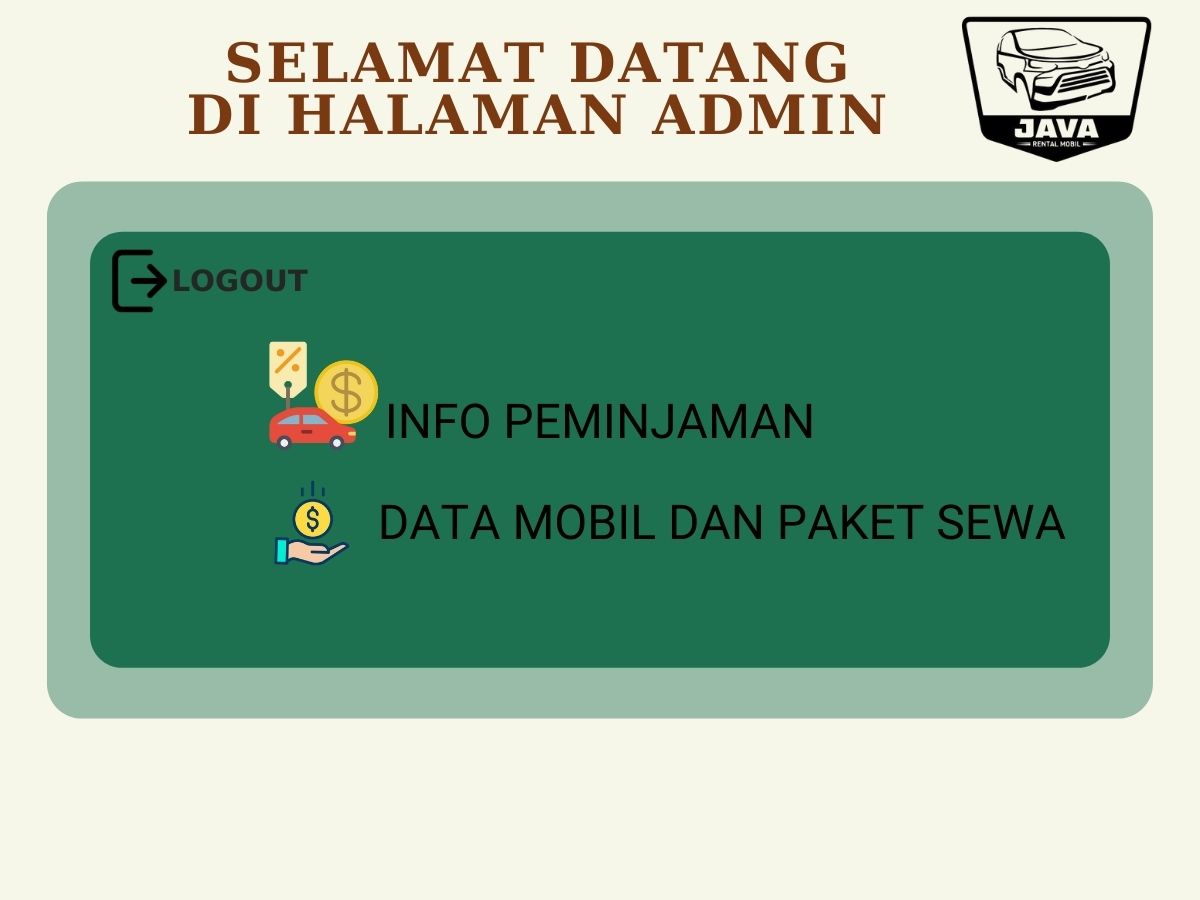 SELAMAT DATANG
DI HALAMAN ADMIN
JAVA
RENTAL MOBIL
LOGOUT
INFO PEMINJAMAN
DATA MOBIL DAN PAKET SEWA